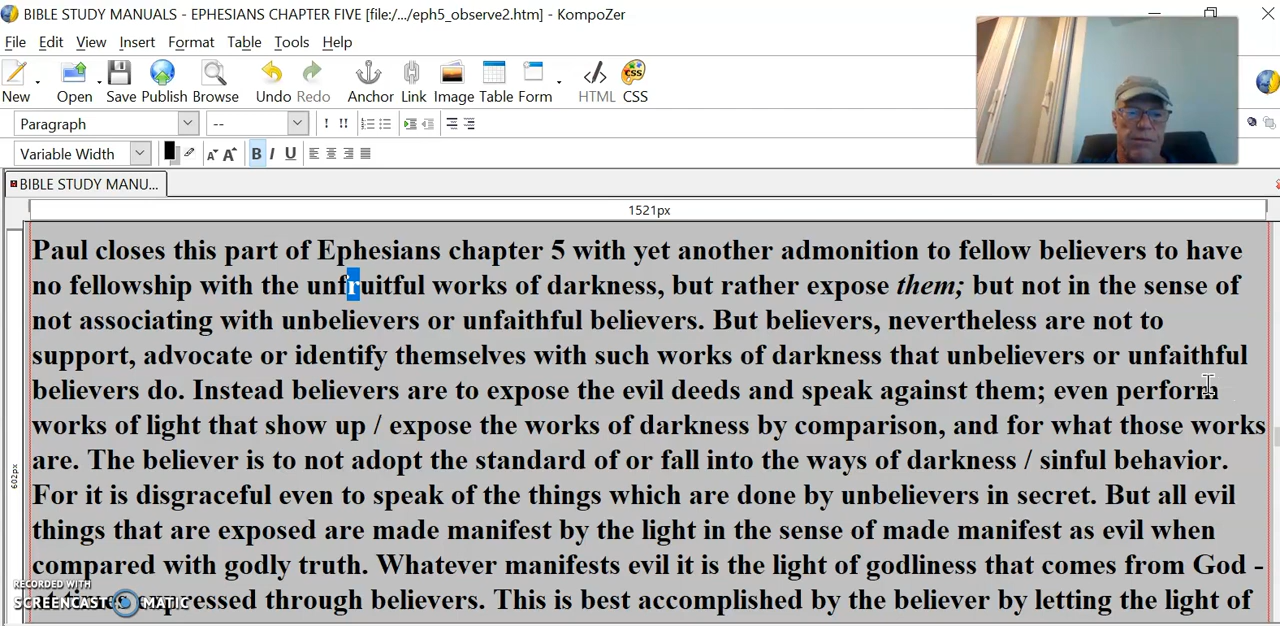 BIBLE STUDY MANUALS - EPHESIANS CHAPTER FIVE [file:/.../eph5_observe2.htm] - KompoZer
File Edit View Insert Format Table Tools Help
New Open Save Publish Browse Undo Redo Anchor Link Image Table Form HTML CSS
Paragraph -- ! !!
Variable Width A A B I U
BIBLE STUDY MANU...
1521px
602px
Paul closes this part of Ephesians chapter 5 with yet another admonition to fellow believers to have
no fellowship with the unfruitful works of darkness, but rather expose them; but not in the sense of
not associating with unbelievers or unfaithful believers. But believers, nevertheless are not to
support, advocate or identify themselves with such works of darkness that unbelievers or unfaithful
believers do. Instead believers are to expose the evil deeds and speak against them; even perform
works of light that show up / expose the works of darkness by comparison, and for what those works
are. The believer is to not adopt the standard of or fall into the ways of darkness / sinful behavior.
For it is disgraceful even to speak of the things which are done by unbelievers in secret. But all evil
things that are exposed are made manifest by the light in the sense of made manifest as evil when
compared with godly truth. Whatever manifests evil it is the light of godliness that comes from God -
expressed through believers. This is best accomplished by the believer by letting the light of
RECORDED WITH
SCREENCAST-O-MATIC